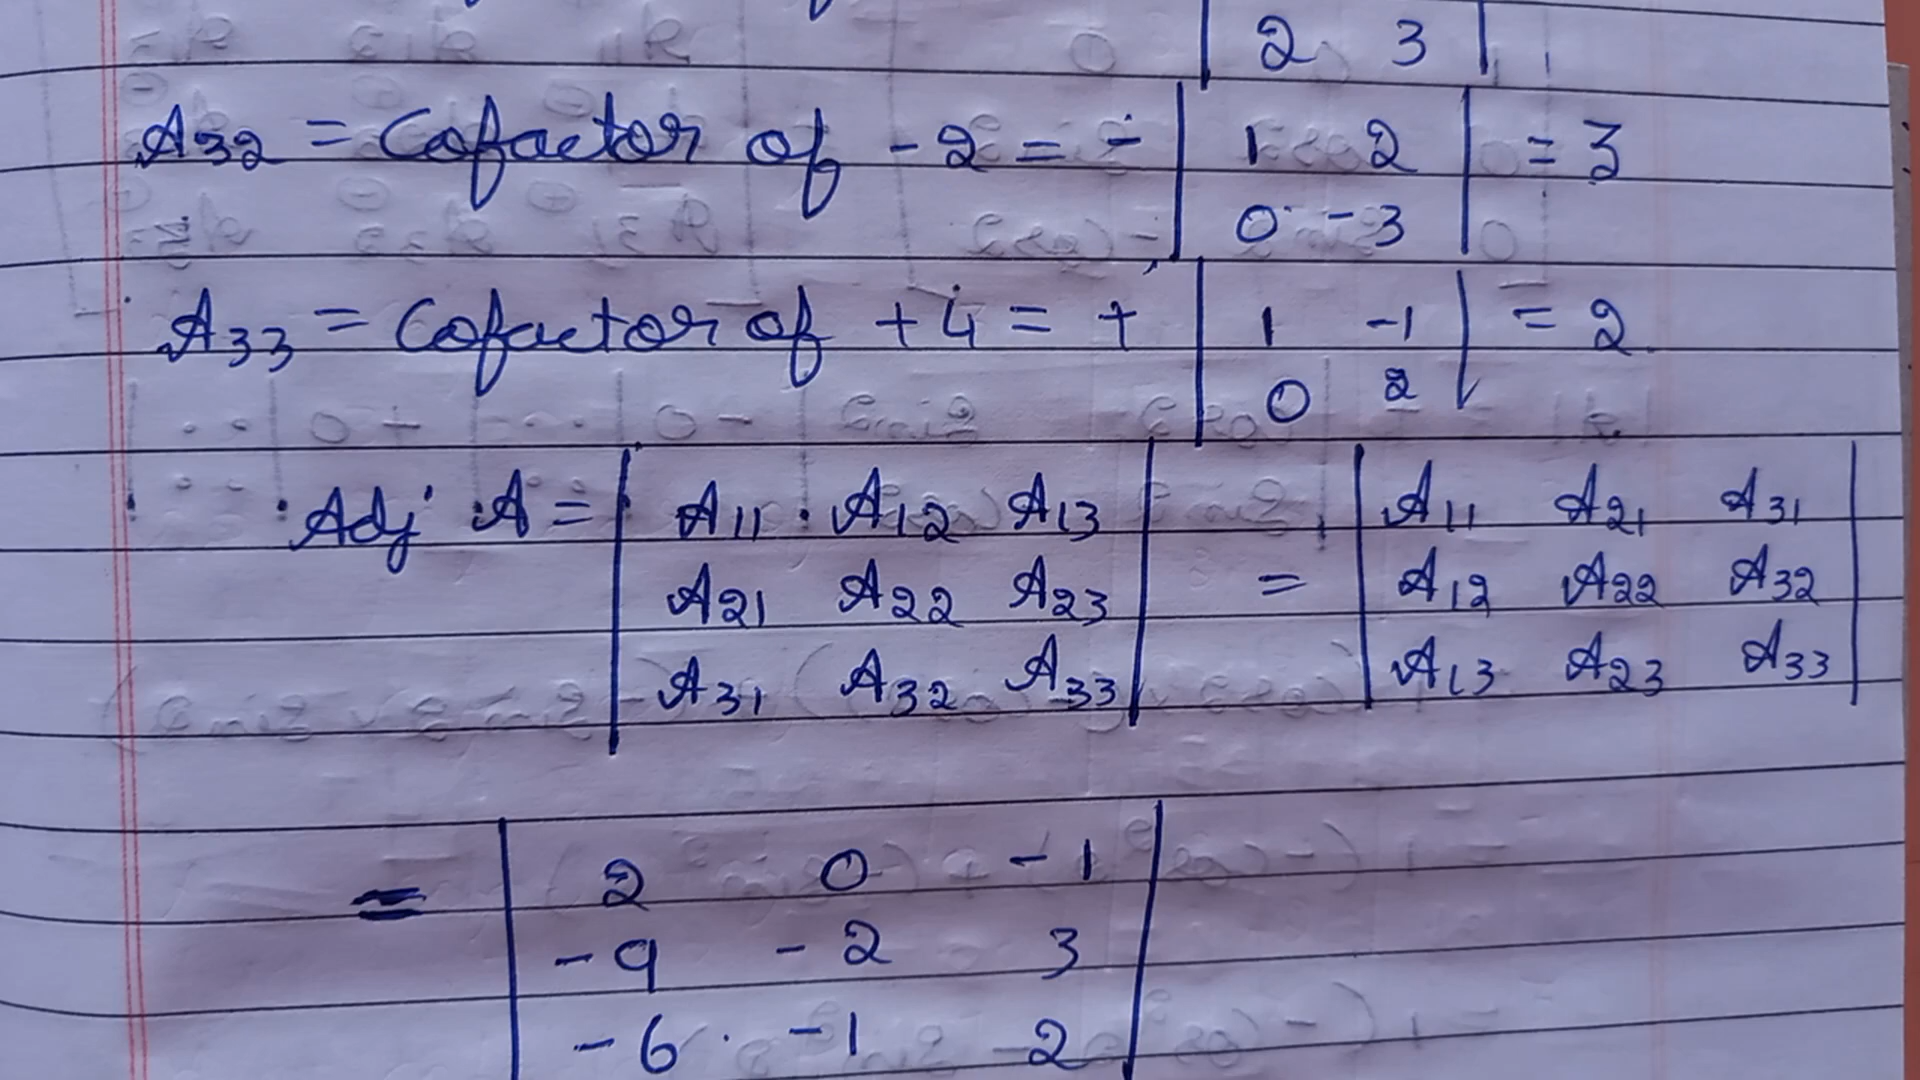 | 2 3 |
A32 = Cofactor of - 2 = - | 1 2 | = 3
| 0 - 3 |
A33 = Cofactor of + 4 = + | 1 -1 | = 2
| 0 2 |
Adj A = | A11 A12 A13 | = | A11 A21 A31 |
| A21 A22 A23 | | A12 A22 A32 |
| A31 A32 A33 | | A13 A23 A33 |
= | 2 0 - 1 |
| - 9 - 2 3 |
| - 6 - 1 2 |